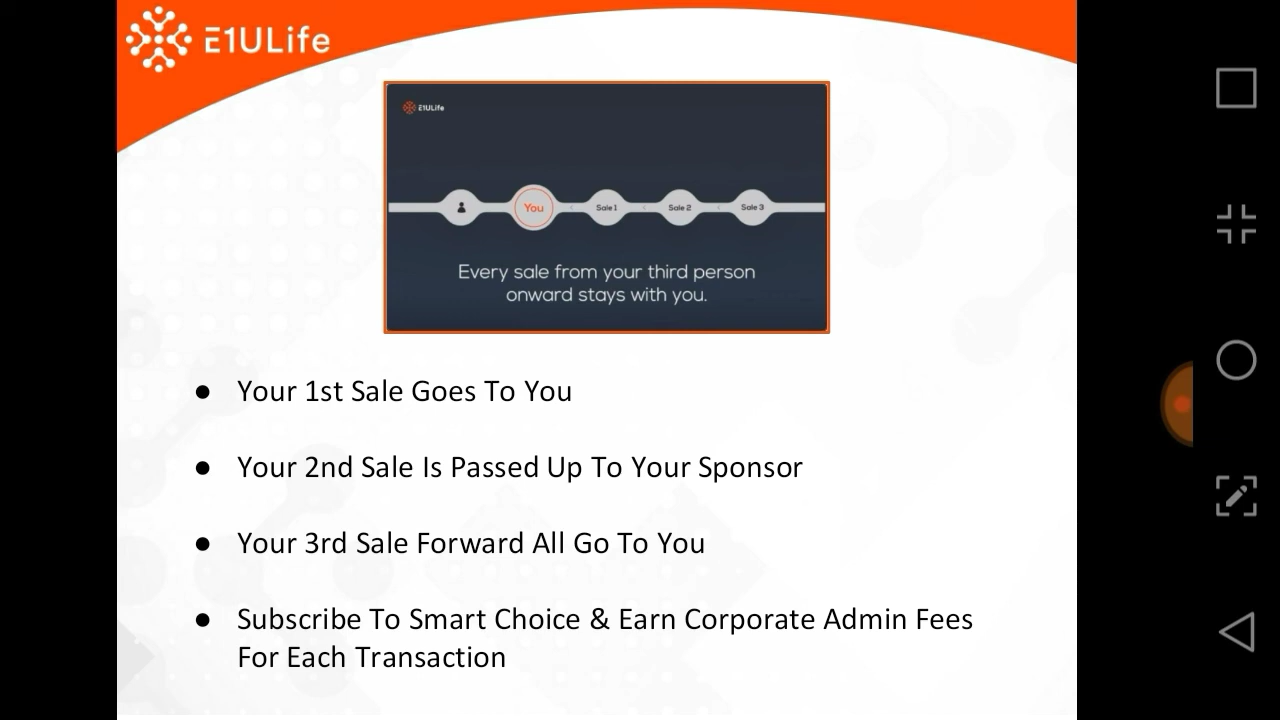 E1ULife
E1ULife
You
Sale 1
Sale 2
Sale 3
Every sale from your third person
onward stays with you.
● Your 1st Sale Goes To You
● Your 2nd Sale Is Passed Up To Your Sponsor
● Your 3rd Sale Forward All Go To You
● Subscribe To Smart Choice & Earn Corporate Admin Fees
For Each Transaction